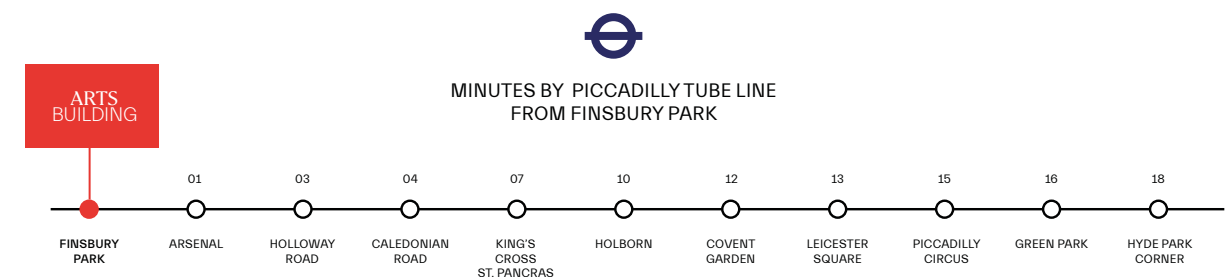 ARTS
BUILDING
MINUTES BY PICCADILLY TUBE LINE
FROM FINSBURY PARK
01 03 04 07 10 12 13 15 16 18
FINSBURY
PARK
ARSENAL
HOLLOWAY
ROAD
CALEDONIAN
ROAD
KING'S
CROSS
ST. PANCRAS
HOLBORN
COVENT
GARDEN
LEICESTER
SQUARE
PICCADILLY
CIRCUS
GREEN PARK
HYDE PARK
CORNER